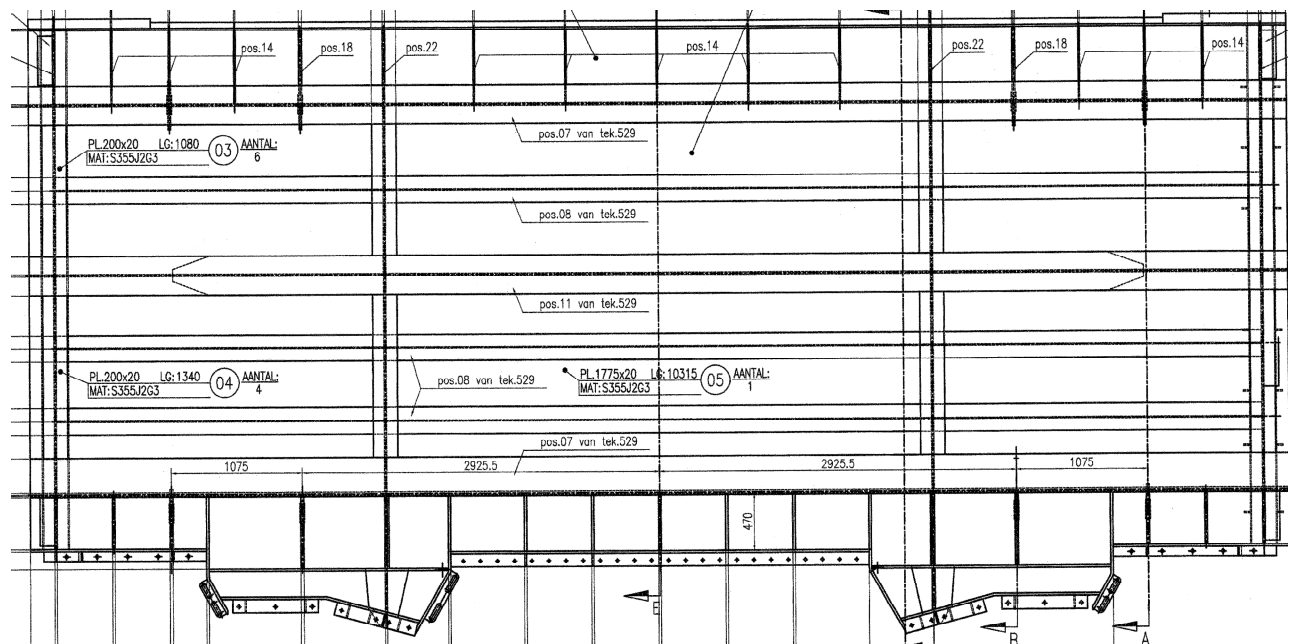 pos.14
pos.18
pos.22
pos.14
pos.22
pos.18
pos.14
pos.07 van tek.529
PL.200x20 LG:1080 03 AANTAL:
MAT:S355J2G3 6
pos.08 van tek.529
pos.11 van tek.529
PL.200x20 LG:1340 04 AANTAL:
MAT:S355J2G3 4
pos.08 van tek.529
PL.1775x20 LG:10315 05 AANTAL:
MAT:S355J2G3 1
pos.07 van tek.529
1075
2925.5
2925.5
1075
470
E
B
A